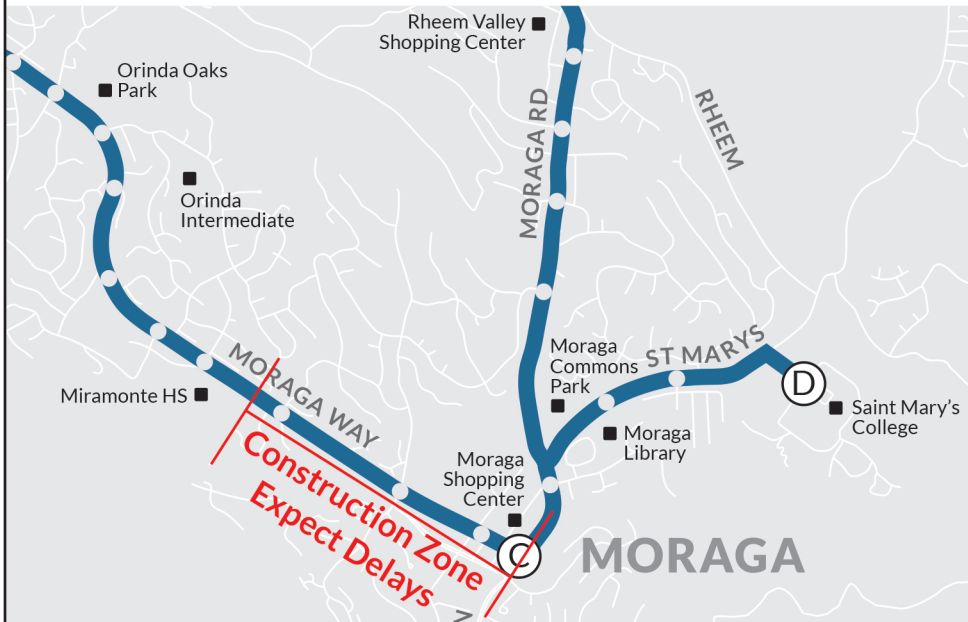 Rheem Valley
Shopping Center
Orinda Oaks
Park
MORAGA RD
RHEEM
Orinda
Intermediate
MORAGA WAY
Moraga
Commons
Park
ST MARYS
D
Miramonte HS
Saint Mary's
College
Moraga
Library
Moraga
Shopping
Center
Construction Zone
Expect Delays
C
MORAGA